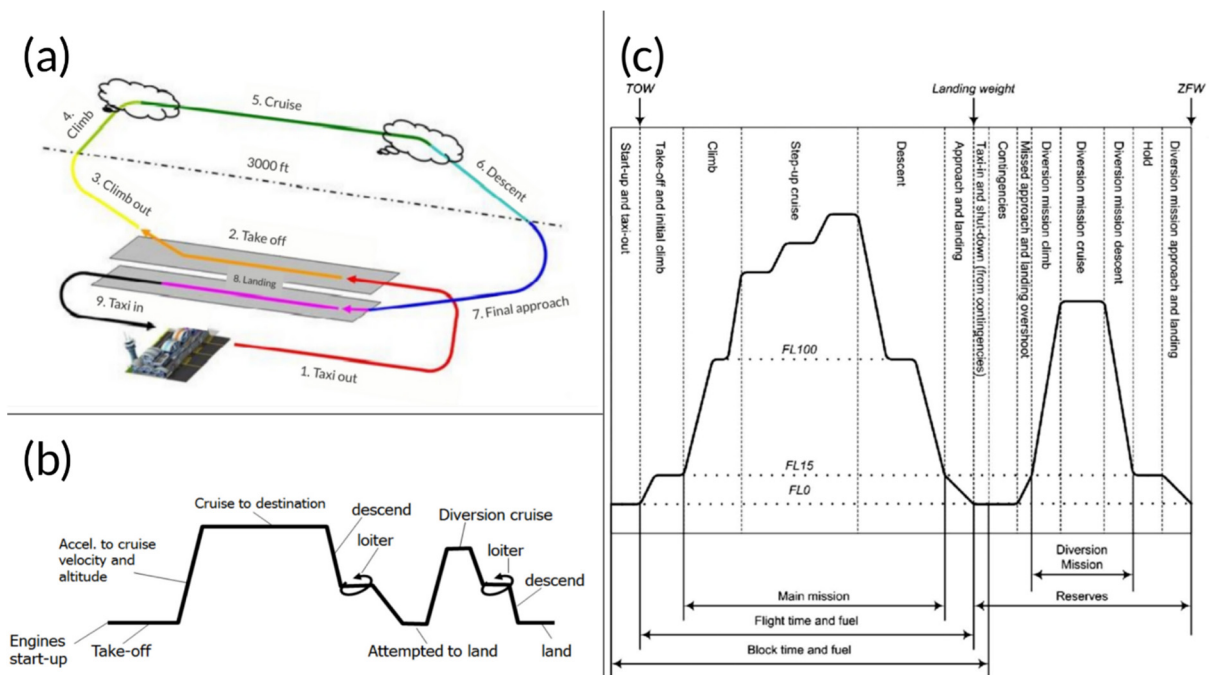 (a)
5. Cruise
4.
Climb
6. Descent
3000 ft
3. Climb out
2. Take off
8. Landing
9. Taxi in
7. Final approach
1. Taxi out
(b)
Cruise to destination
descend
Diversion cruise
loiter
loiter
Accel. to cruise
velocity and
altitude
descend
Engines
start-up
Take-off
Attempted to land
land
(c)
TOW
Landing weight
ZFW
Start-up and taxi-out
Take-off and initial climb
Climb
Step-up cruise
Descent
Approach and landing
Taxi-in and shut-down (from contingencies)
Contingencies
Missed approach and landing overshoot
Diversion mission climb
Diversion mission cruise
Diversion mission descent
Hold
Diversion mission approach and landing
FL100
FL15
FL0
Diversion
Mission
Main mission
Reserves
Flight time and fuel
Block time and fuel